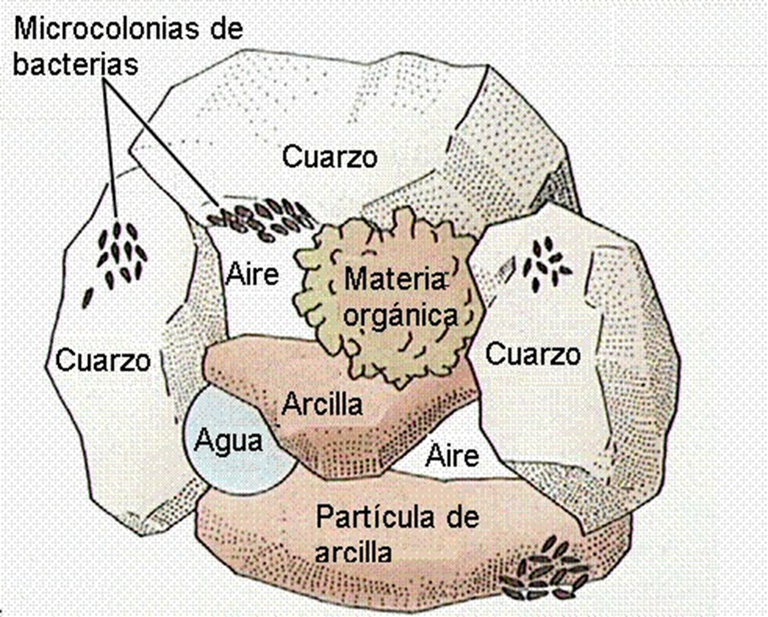 Microcolonias de
bacterias
Cuarzo
Aire
Materia
orgánica
Cuarzo
Cuarzo
Arcilla
Agua
Aire
Partícula de
arcilla